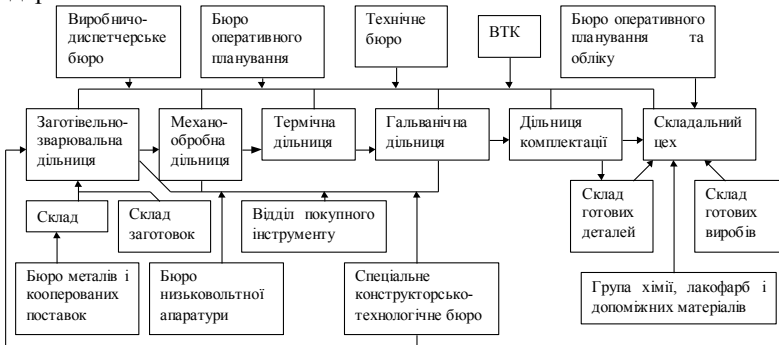 Виробничо-
диспетчерське
бюро
Бюро
оперативного
планування
Технічне
бюро
ВТК
Бюро оперативного
планування та
обліку
Заготівельно-
зварювальна
дільниця
Механо-
обробна
дільниця
Термічна
дільниця
Гальванічна
дільниця
Дільниця
комплектації
Складальний
цех
Склад
Склад
заготовок
Відділ покупного
інструменту
Склад
готових
деталей
Склад
готових
виробів
Бюро металів і
кооперованих
поставок
Бюро
низьковольтної
апаратури
Спеціальне
конструкторсько-
технологічне бюро
Група хімії, лакофарб і
допоміжних матеріалів